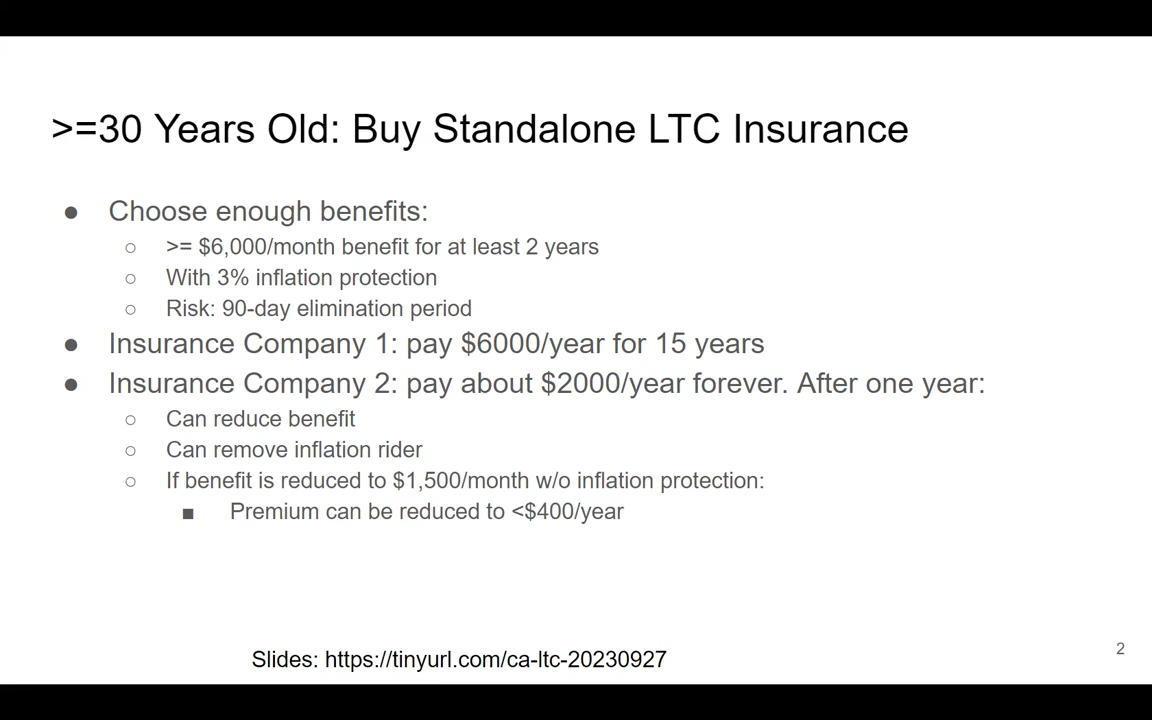 >=30 Years Old: Buy Standalone LTC Insurance
● Choose enough benefits:
○ >= $6,000/month benefit for at least 2 years
○ With 3% inflation protection
○ Risk: 90-day elimination period
● Insurance Company 1: pay $6000/year for 15 years
● Insurance Company 2: pay about $2000/year forever. After one year:
○ Can reduce benefit
○ Can remove inflation rider
○ If benefit is reduced to $1,500/month w/o inflation protection:
■ Premium can be reduced to <$400/year
2
Slides: https://tinyurl.com/ca-ltc-20230927